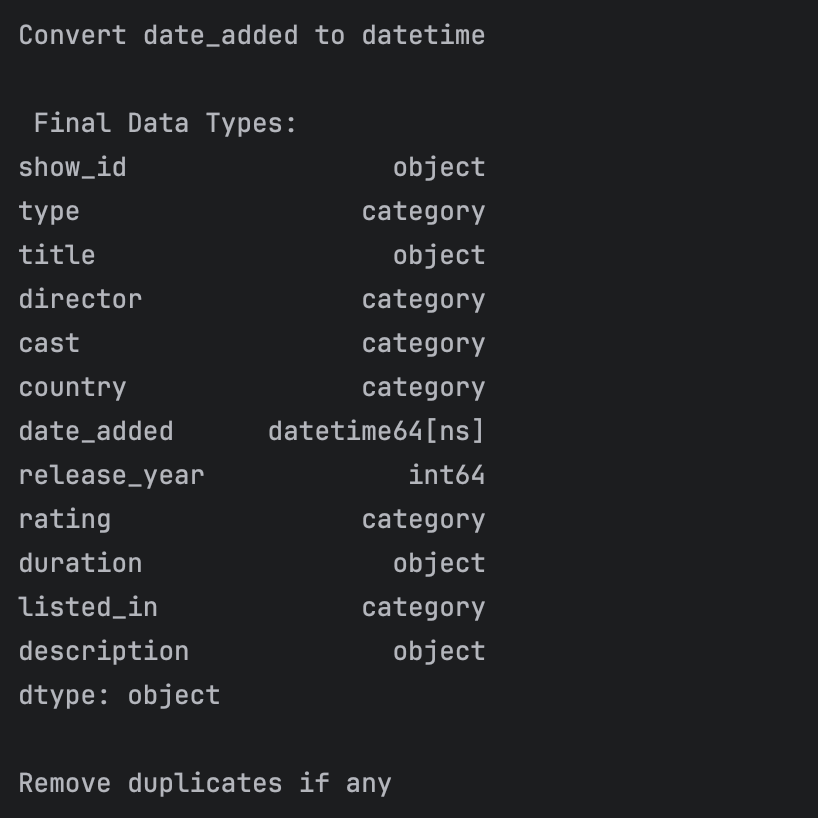 Convert date_added to datetime
Final Data Types:
show_id object
type category
title object
director category
cast category
country category
date_added datetime64[ns]
release_year int64
rating category
duration object
listed_in category
description object
dtype: object
Remove duplicates if any